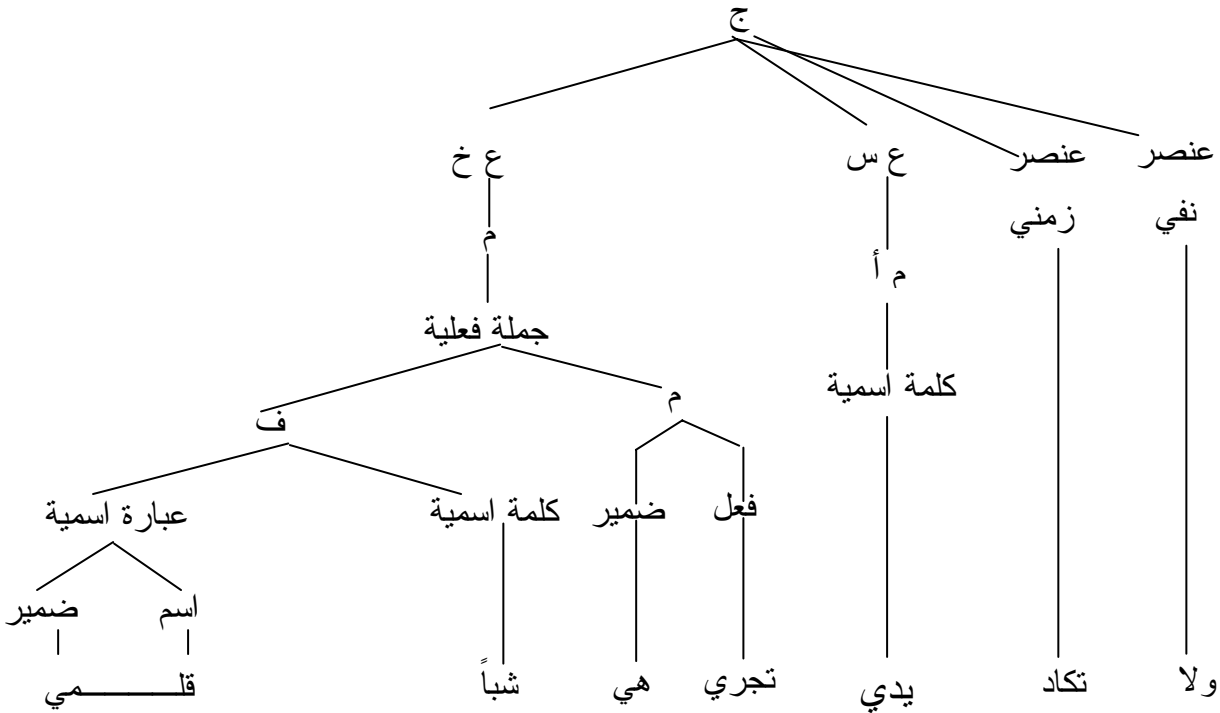 ج
عنصر عنصر ع س ع خ
نفي زمني م
م أ
جملة فعلية
كلمة اسمية
م ف
فعل ضمير كلمة اسمية عبارة اسمية
اسم ضمير
ولا تكاد يدي تجري هي شباً قلـــــــمي